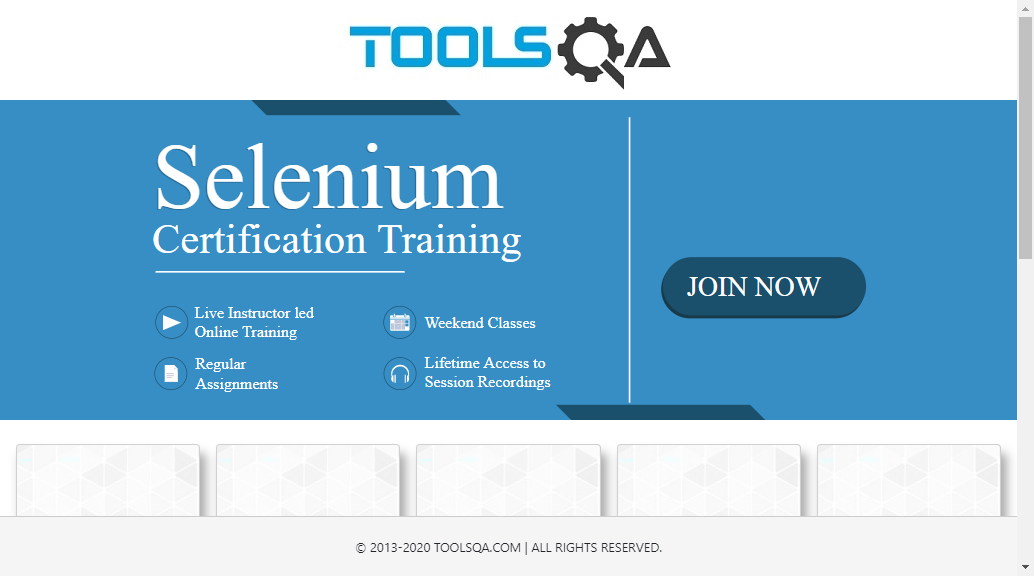 TOOLSQA
Selenium
Certification Training
JOIN NOW
Live Instructor led
Online Training
Weekend Classes
Regular
Assignments
Lifetime Access to
Session Recordings
© 2013-2020 TOOLSQA.COM | ALL RIGHTS RESERVED.